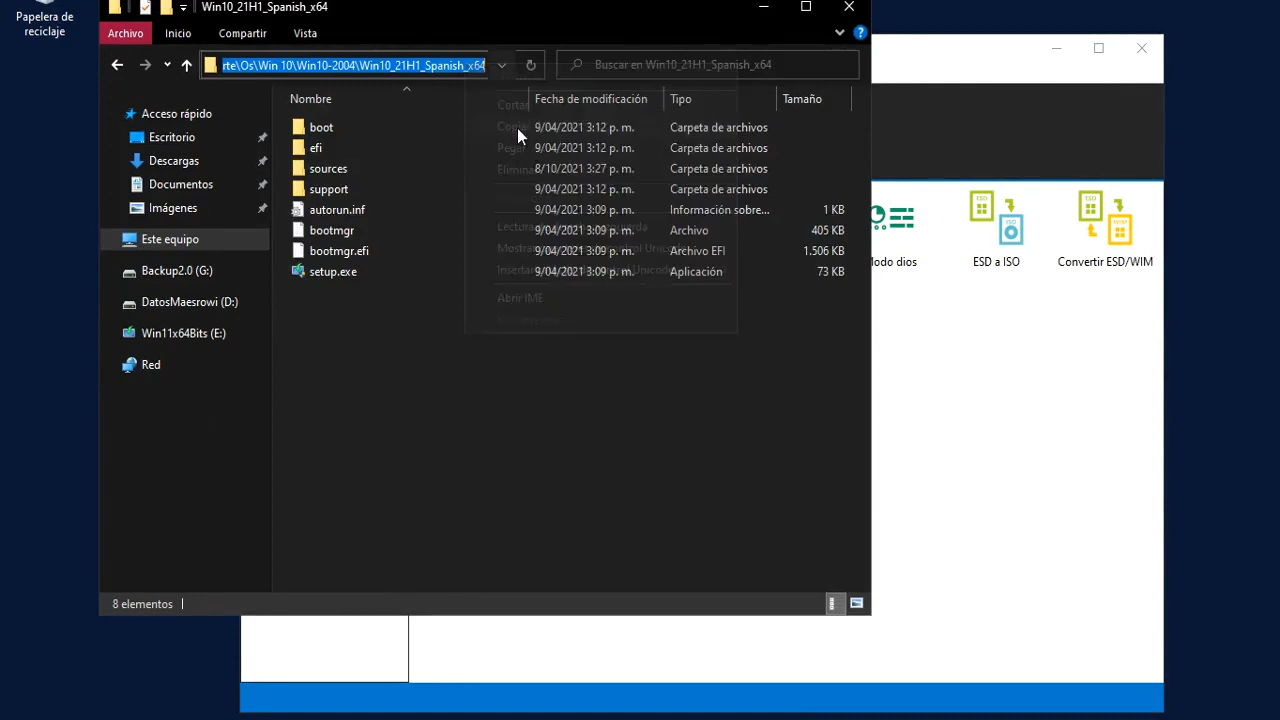 Papelera de
reciclaje
Win10_21H1_Spanish_x64
Archivo Inicio Compartir Vista
rte\Os\Win 10\Win10-2004\Win10_21H1_Spanish_x64
Buscar en Win10_21H1_Spanish_x64
Nombre Fecha de modificación Tipo Tamaño
Acceso rápido
Escritorio
Descargas
Documentos
Imágenes
Este equipo
Backup2.0 (G:)
DatosMaesrowi (D:)
Win11x64Bits (E:)
Red
boot 9/04/2021 3:12 p. m. Carpeta de archivos
efi 9/04/2021 3:12 p. m. Carpeta de archivos
sources 8/10/2021 3:27 p. m. Carpeta de archivos
support 9/04/2021 3:12 p. m. Carpeta de archivos
autorun.inf 9/04/2021 3:09 p. m. Información sobre... 1 KB
bootmgr 9/04/2021 3:09 p. m. Archivo 405 KB
bootmgr.efi 9/04/2021 3:09 p. m. Archivo EFI 1.506 KB
setup.exe 9/04/2021 3:09 p. m. Aplicación 73 KB
Abrir IME
8 elementos
ESD
ESD
Modo dios ESD a ISO Convertir ESD/WIM